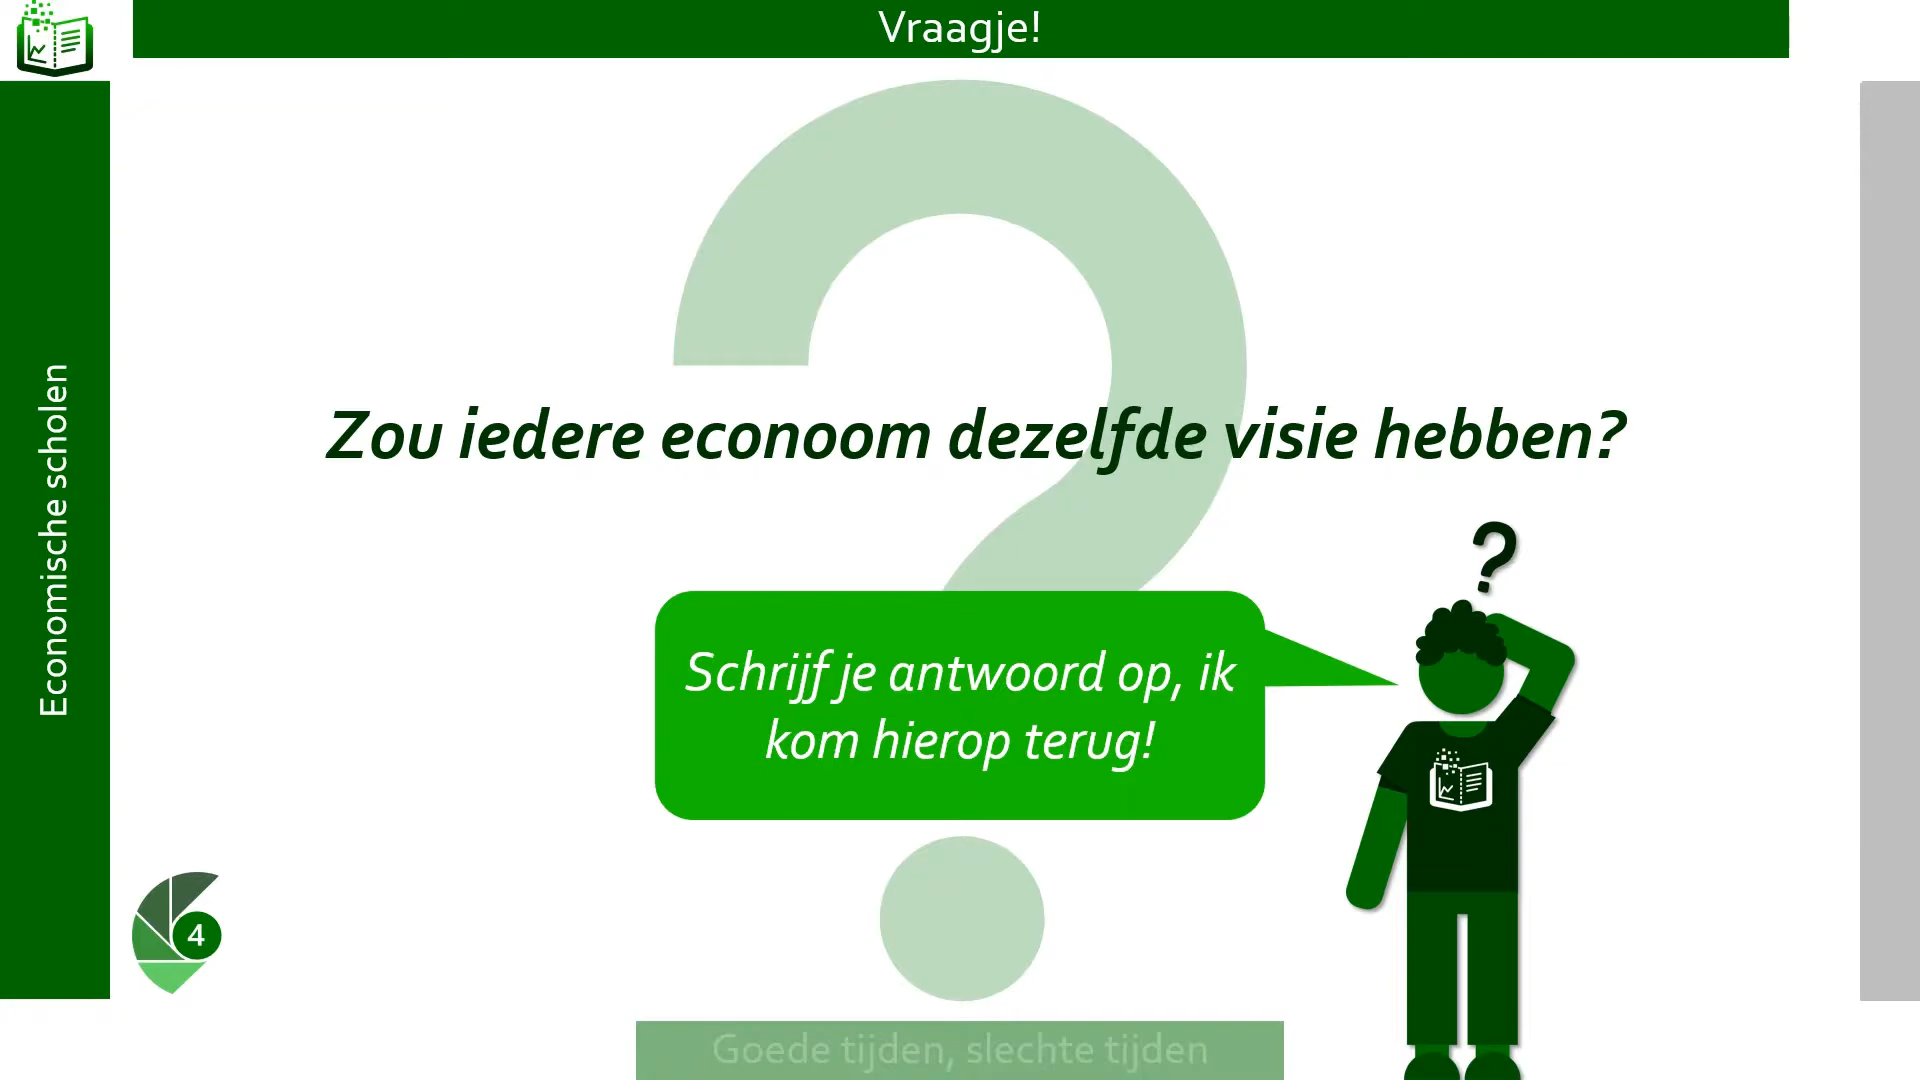 Vraagje!
Economische scholen
Zou iedere econoom dezelfde visie hebben?
?
Schrijf je antwoord op, ik
kom hierop terug!
4
Goede tijden, slechte tijden